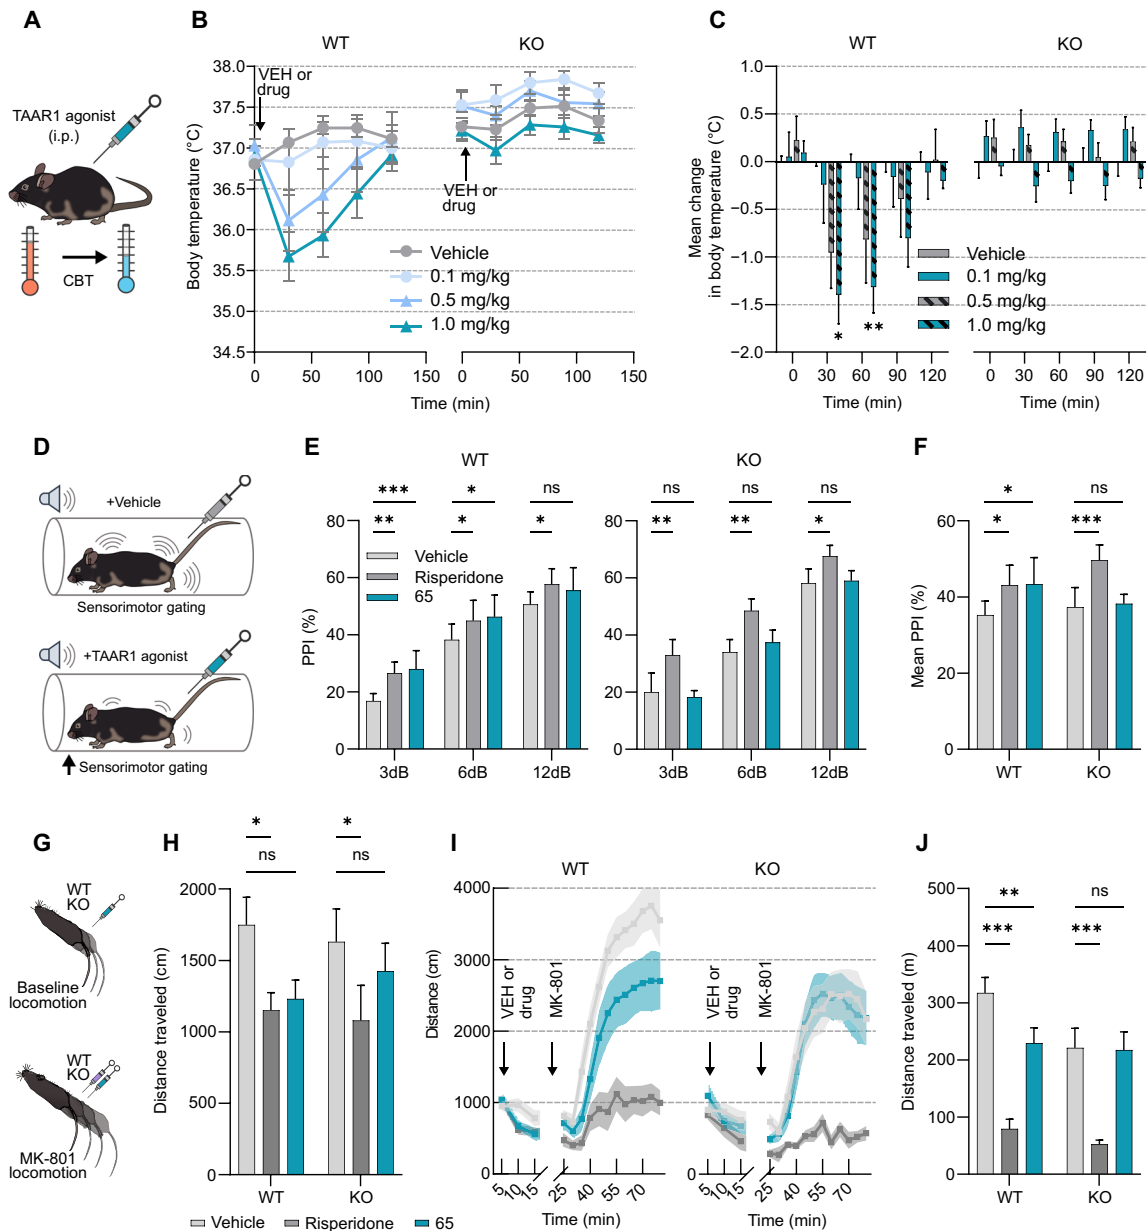 A
TAAR1 agonist
(i.p.)
CBT
B
WT
KO
VEH or
drug
VEH or
drug
Body temperature (°C)
38.0
37.5
37.0
36.5
36.0
35.5
35.0
34.5
Vehicle
0.1 mg/kg
0.5 mg/kg
1.0 mg/kg
0 50 100 150 0 50 100 150
Time (min) Time (min)
C
WT
KO
Mean change
in body temperature (°C)
1.0
0.5
0.0
−0.5
−1.0
−1.5
−2.0
* **
Vehicle
0.1 mg/kg
0.5 mg/kg
1.0 mg/kg
0 30 60 90 120 0 30 60 90 120
Time (min) Time (min)
D
+Vehicle
Sensorimotor gating
+TAAR1 agonist
Sensorimotor gating
E
WT
KO
*** * ns ns ns ns
** * * ** ** *
PPI (%)
80
60
40
20
0
Vehicle
Risperidone
65
3dB 6dB 12dB
80
60
40
20
0
3dB 6dB 12dB
F
* ns
* ***
Mean PPI (%)
60
40
20
0
WT KO
G
WT
KO
Baseline
locomotion
WT
KO
MK-801
locomotion
H
* *
ns ns
Distance traveled (cm)
2000
1500
1000
500
0
WT KO
Vehicle Risperidone 65
I
WT
KO
Distance (cm)
4000
3000
2000
1000
0
VEH or
drug
MK-801
VEH or
drug
MK-801
0
5 10 15 25 40 55 70 5 10 15 25 40 55 70
Time (min) Time (min)
J
** ns
*** ***
Distance traveled (m)
500
400
300
200
100
0
WT KO